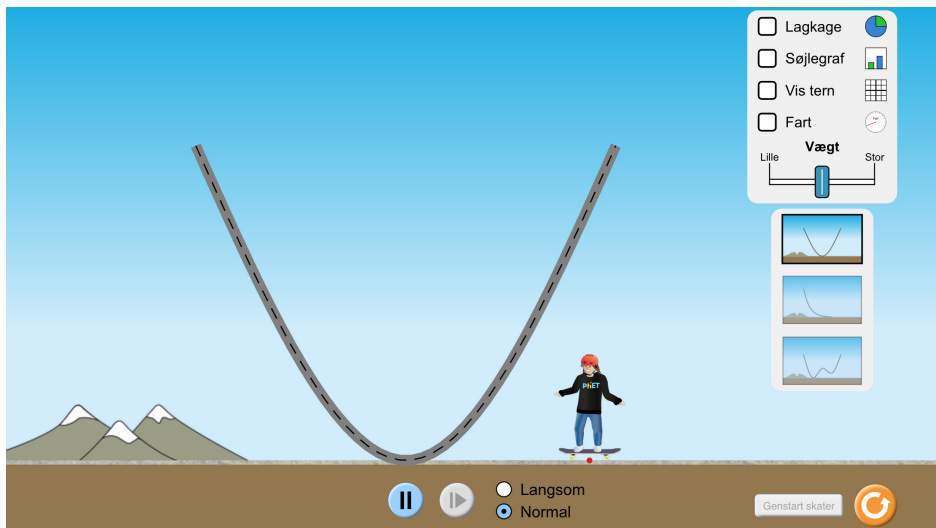 Lagkage
Søjlegraf
Vis tern
Fart
Vægt
Lille
Stor
PhET
Langsom
Normal
Genstart skater